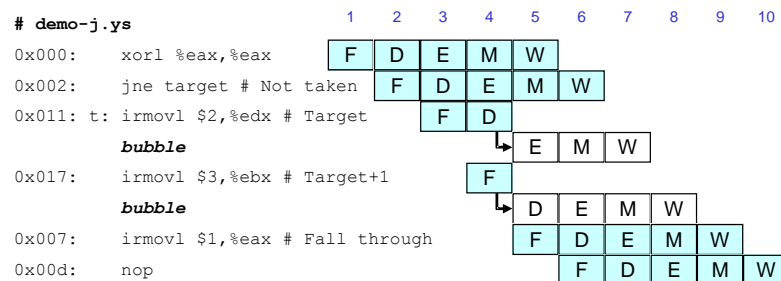 # demo-j.ys 1 2 3 4 5 6 7 8 9 10
0x000: xorl %eax,%eax F D E M W
0x002: jne target # Not taken F D E M W
0x011: t: irmovl $2,%edx # Target F D
bubble E M W
0x017: irmovl $3,%ebx # Target+1 F
bubble D E M W
0x007: irmovl $1,%eax # Fall through F D E M W
0x00d: nop F D E M W